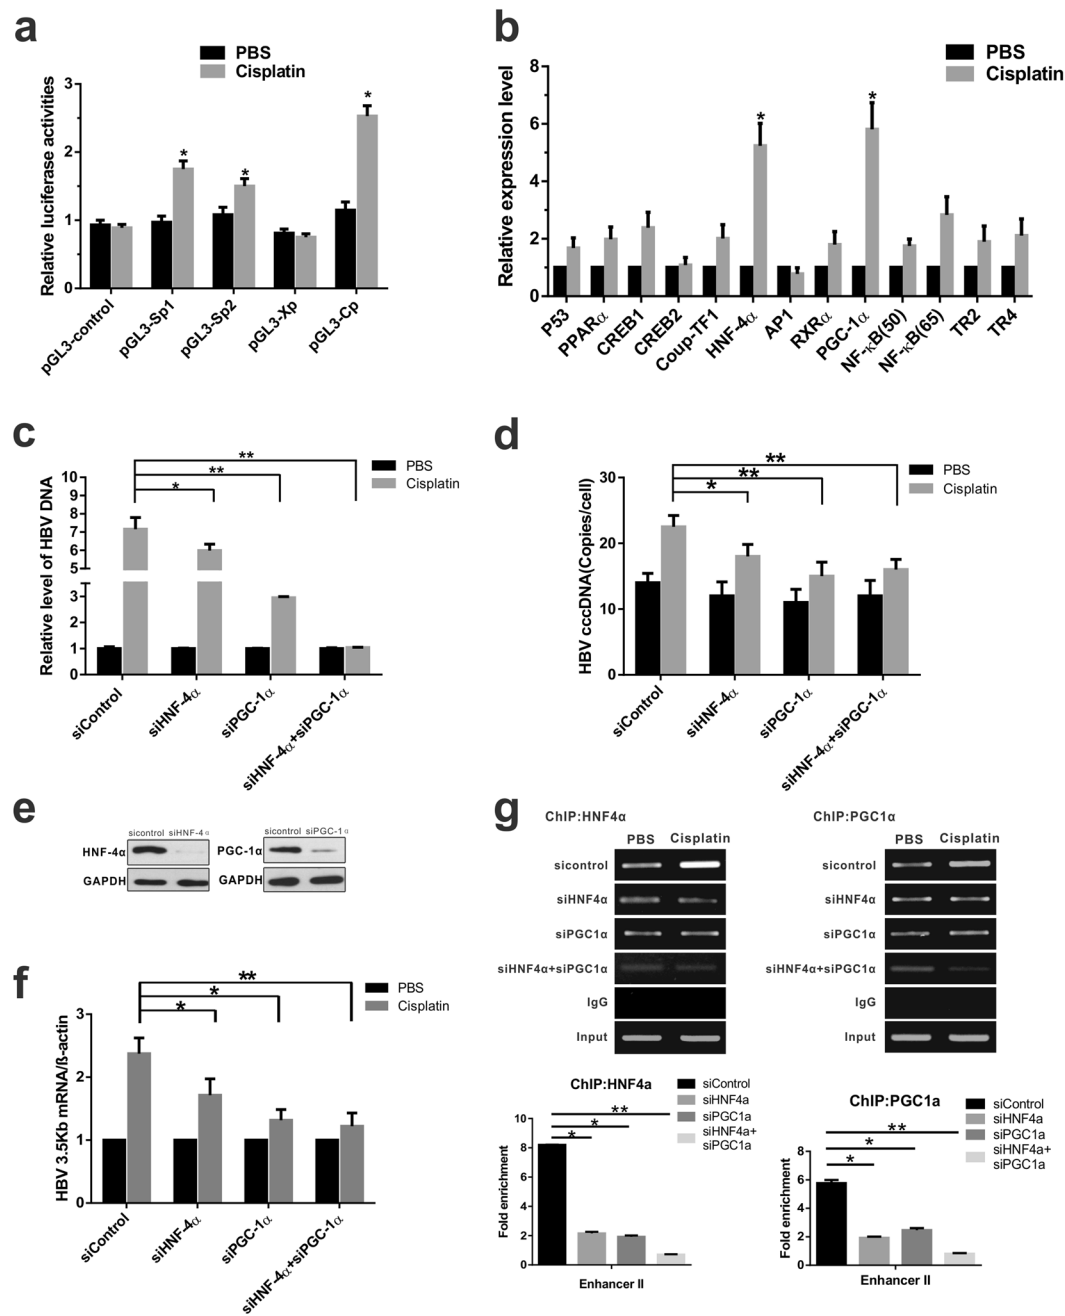 a
PBS
Cisplatin
Relative luciferase activities
3
2
1
0
*
*
*
pGL3-control
pGL3-Sp1
pGL3-Sp2
pGL3-Xp
pGL3-Cp
b
PBS
Cisplatin
Relative expression level
8
6
4
2
0
*
*
P53
PPARα
CREB1
CREB2
Coup-TF1
HNF-4α
AP1
RXRα
PGC-1α
NF-κB(50)
NF-κB(65)
TR2
TR4
c
PBS
Cisplatin
Relative level of HBV DNA
10
9
8
7
6
5
3
2
1
0
**
**
*
siControl
siHNF-4α
siPGC-1α
siHNF-4α+siPGC-1α
d
PBS
Cisplatin
HBV cccDNA(Copies/cell)
30
20
10
0
**
**
*
siControl
siHNF-4α
siPGC-1α
siHNF-4α+siPGC-1α
e
sicontrol siHNF-4α
HNF-4α
GAPDH
sicontrol siPGC-1α
PGC-1α
GAPDH
f
PBS
Cisplatin
HBV 3.5Kb mRNA/ß-actin
3
2
1
0
**
*
*
siControl
siHNF-4α
siPGC-1α
siHNF-4α+siPGC-1α
g
ChIP:HNF4α
PBS Cisplatin
sicontrol
siHNF4α
siPGC1α
siHNF4α+siPGC1α
IgG
Input
ChIP:PGC1α
PBS Cisplatin
sicontrol
siHNF4α
siPGC1α
siHNF4α+siPGC1α
IgG
Input
ChIP:HNF4a
siControl
siHNF4a
siPGC1a
siHNF4a+
siPGC1a
Fold enrichment
10
8
6
4
2
0
**
*
*
Enhancer II
ChIP:PGC1a
siControl
siHNF4a
siPGC1a
siHNF4a+
siPGC1a
Fold enrichment
8
6
4
2
0
**
*
*
Enhancer II